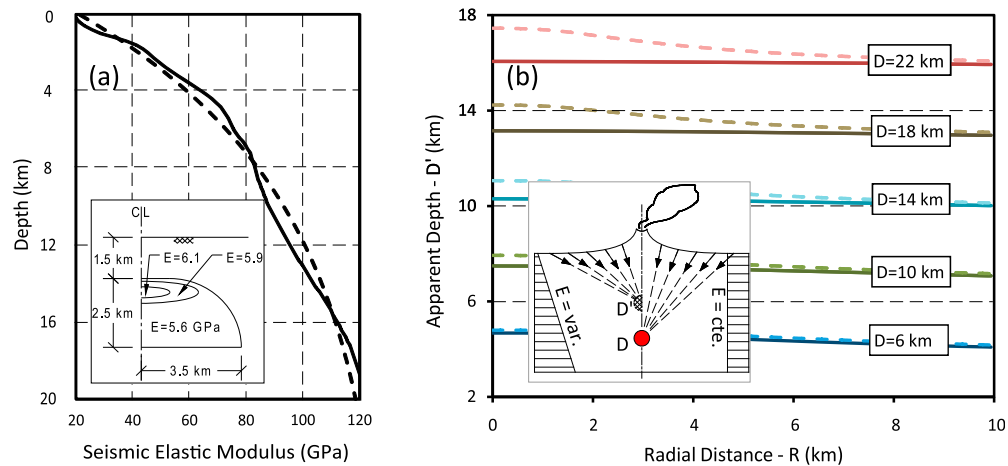 (a)
0
4
8
12
16
20
Depth (km)
20 40 60 80 100 120
Seismic Elastic Modulus (GPa)
C L
1.5 km
2.5 km
E=6.1
E=5.9
E=5.6 GPa
3.5 km
(b)
18
14
10
6
2
Apparent Depth - D' (km)
0 2 4 6 8 10
Radial Distance - R (km)
D=22 km
D=18 km
D=14 km
D=10 km
D=6 km
E = var.
E = cte.
D'
D